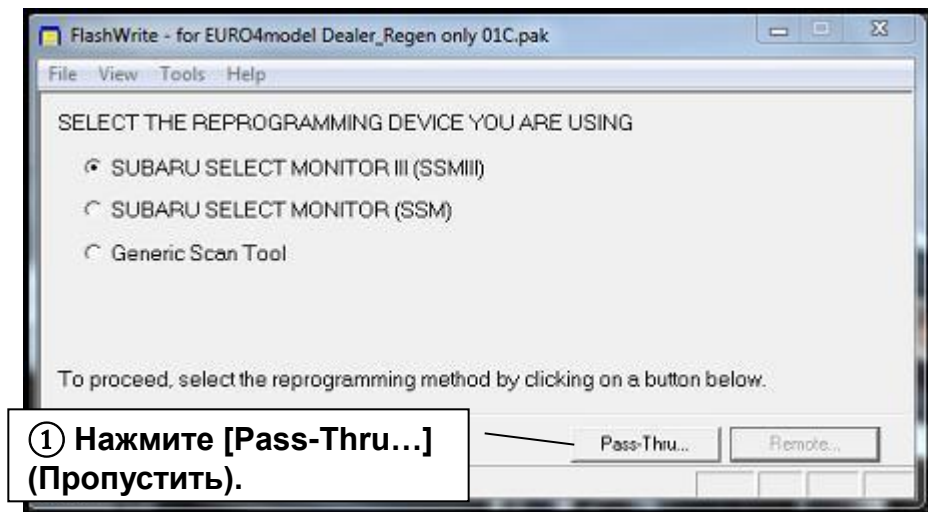 FlashWrite - for EURO4model Dealer_Regen only 01C.pak
File View Tools Help
SELECT THE REPROGRAMMING DEVICE YOU ARE USING
SUBARU SELECT MONITOR III (SSMIII)
SUBARU SELECT MONITOR (SSM)
Generic Scan Tool
To proceed, select the reprogramming method by clicking on a button below.
① Нажмите [Pass-Thru…]
(Пропустить).
Pass-Thru... Remote...